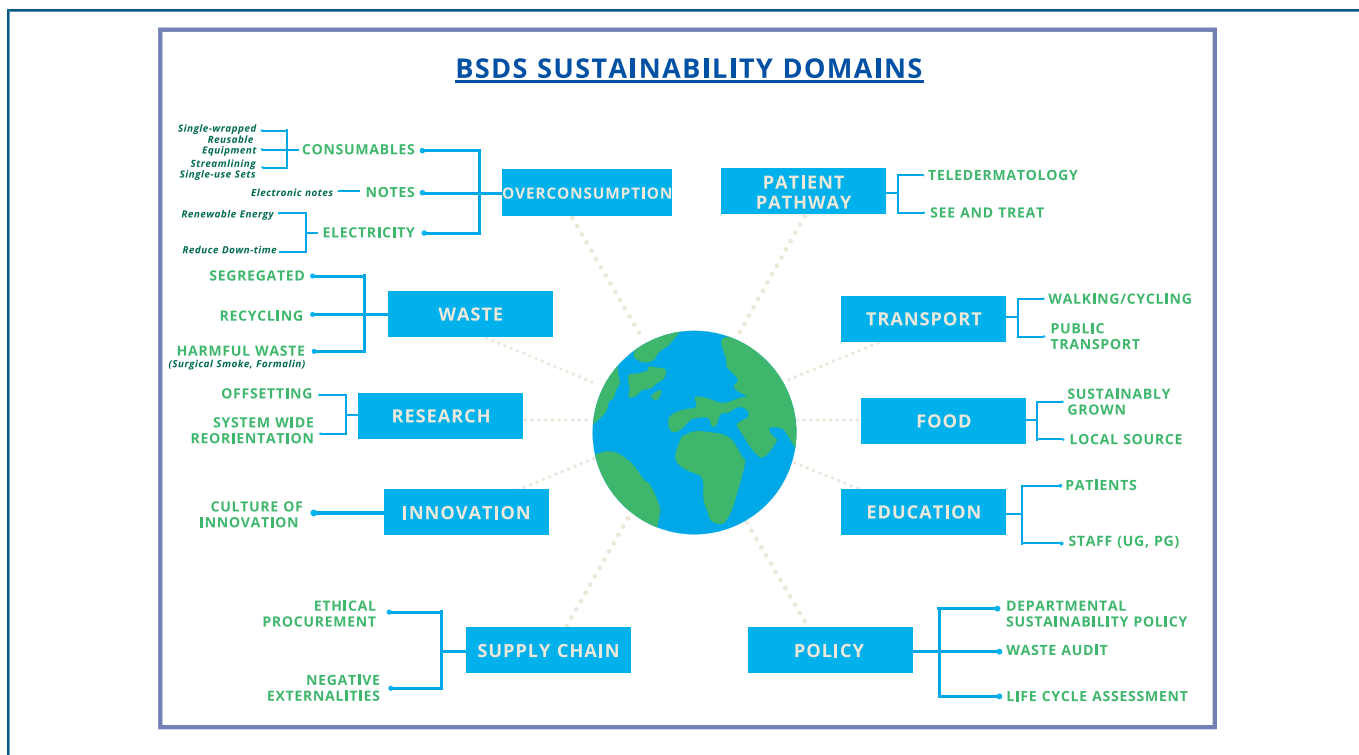 BSDS SUSTAINABILITY DOMAINS
Single-wrapped
Reusable
Equipment
Streamlining
Single-use Sets
CONSUMABLES
Electronic notes
NOTES
Renewable Energy
Reduce Down-time
ELECTRICITY
OVERCONSUMPTION
SEGREGATED
RECYCLING
HARMFUL WASTE
(Surgical Smoke, Formalin)
WASTE
OFFSETTING
SYSTEM WIDE
REORIENTATION
RESEARCH
CULTURE OF
INNOVATION
INNOVATION
ETHICAL
PROCUREMENT
NEGATIVE
EXTERNALITIES
SUPPLY CHAIN
PATIENT
PATHWAY
TELEDERMATOLOGY
SEE AND TREAT
TRANSPORT
WALKING/CYCLING
PUBLIC
TRANSPORT
FOOD
SUSTAINABLY
GROWN
LOCAL SOURCE
EDUCATION
PATIENTS
STAFF (UG, PG)
POLICY
DEPARTMENTAL
SUSTAINABILITY POLICY
WASTE AUDIT
LIFE CYCLE ASSESSMENT